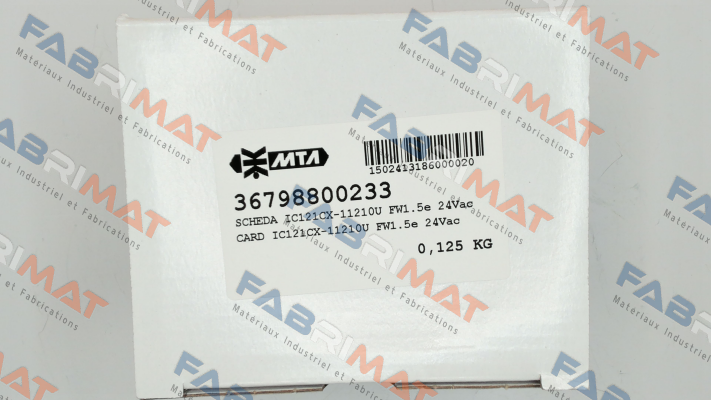 MTA
1502413186000020
36798800233
SCHEDA IC121CX-11210U FW1.5e 24Vac
CARD IC121CX-11210U FW1.5e 24Vac
0,125 KG
FABRIMAT
Matériaux Industriel et Fabrications